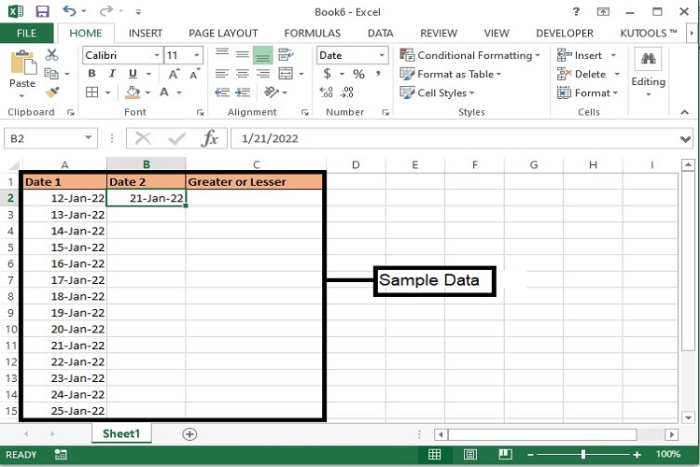 Book6 - Excel
FILE HOME INSERT PAGE LAYOUT FORMULAS DATA REVIEW VIEW DEVELOPER KUTOOLS ™
Paste
Calibri 11
B I U A A
A
Date
$ % ,
.00 .0
Conditional Formatting
Format as Table
Cell Styles
Insert
Delete
Format
Editing
Clipboard Font Alignment Number Styles Cells
B2 fx 1/21/2022
A B C D E F G H I
1 Date 1 Date 2 Greater or Lesser
2 12-Jan-22 21-Jan-22
3 13-Jan-22
4 14-Jan-22
5 15-Jan-22
6 16-Jan-22
7 17-Jan-22
8 18-Jan-22
9 19-Jan-22
10 20-Jan-22
11 21-Jan-22
12 22-Jan-22
13 23-Jan-22
14 24-Jan-22
15 25-Jan-22
Sample Data
Sheet1
READY 100%